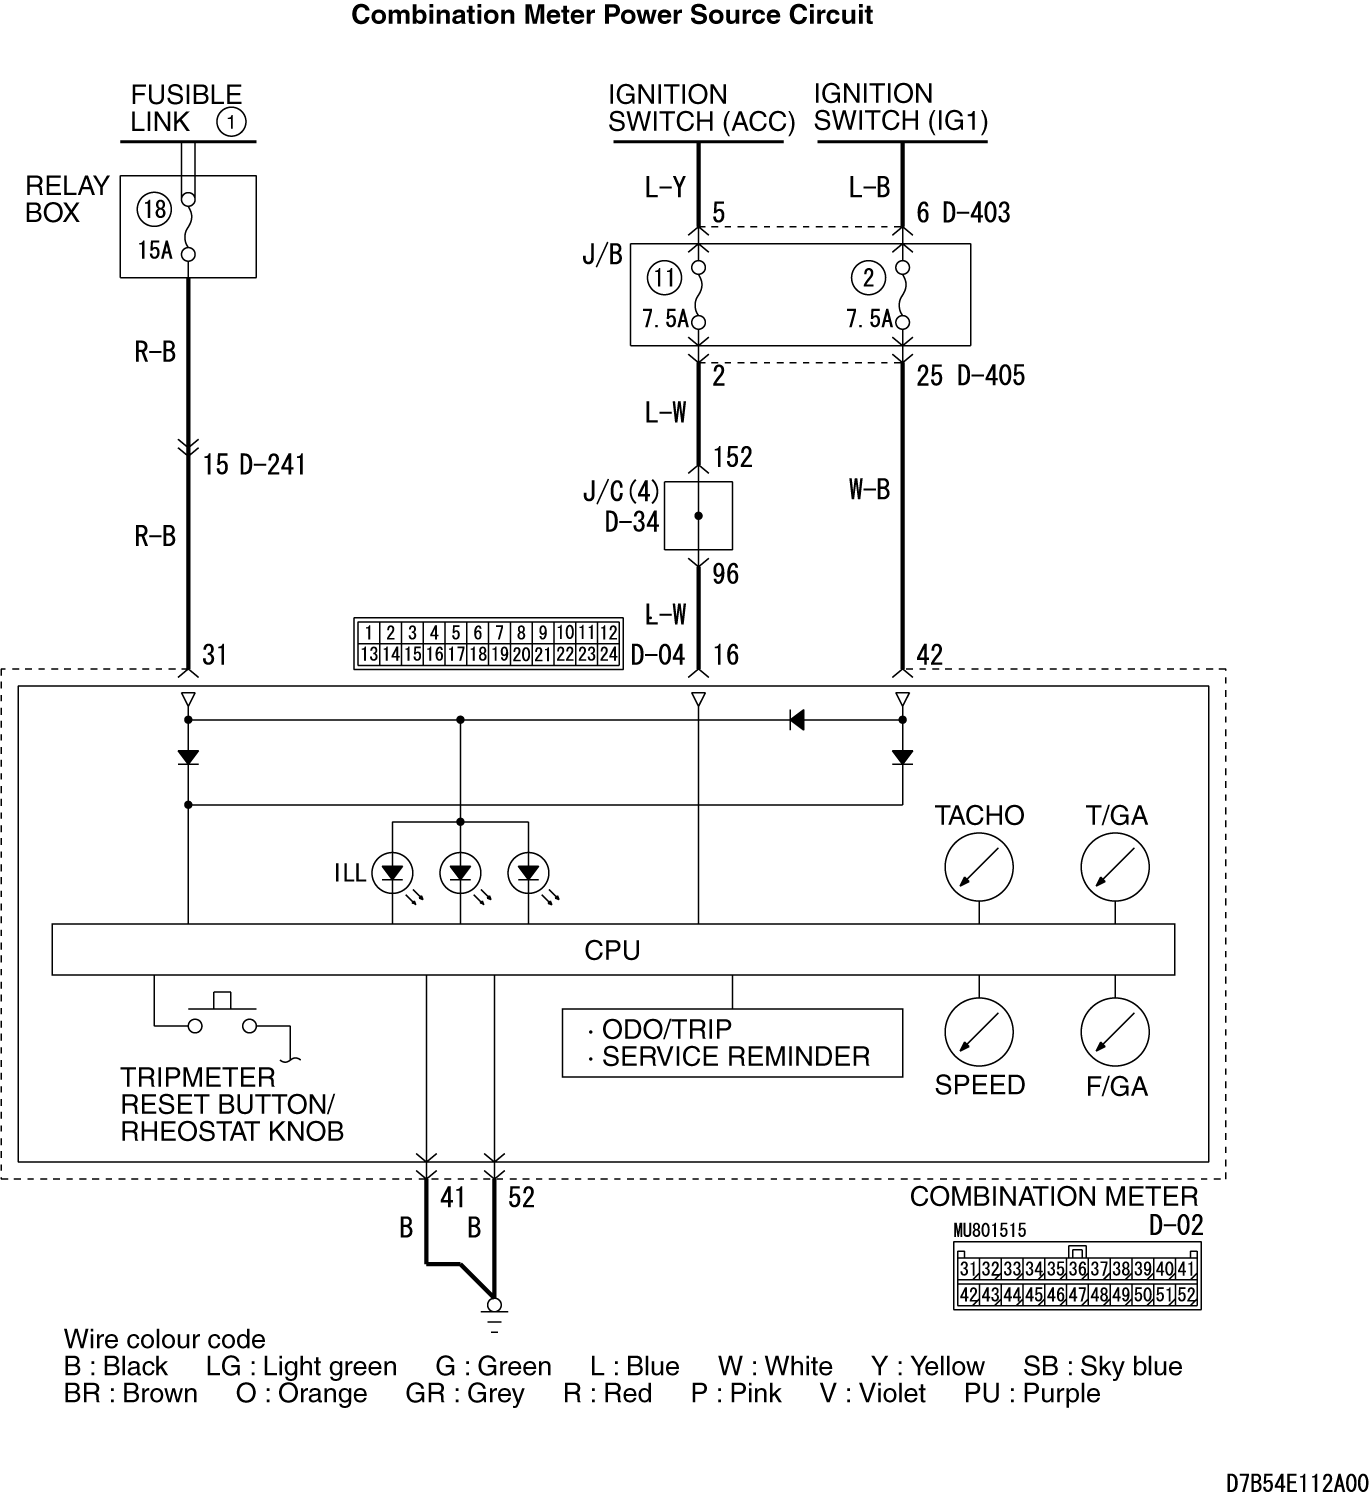 Combination Meter Power Source Circuit
FUSIBLE
LINK 1
IGNITION
SWITCH (ACC)
IGNITION
SWITCH (IG1)
RELAY
BOX
18
15A
L-Y
L-B
5
6 D-403
J/B
11
7.5A
2
7.5A
R-B
2
25 D-405
L-W
15 D-241
152
J/C(4)
D-34
W-B
R-B
96
L-W
31
1 2 3 4 5 6 7 8 9 10 11 12
13 14 15 16 17 18 19 20 21 22 23 24
D-04
16
42
TACHO
T/GA
ILL
CPU
· ODO/TRIP
· SERVICE REMINDER
TRIPMETER
RESET BUTTON/
RHEOSTAT KNOB
SPEED
F/GA
41
52
B
B
COMBINATION METER
MU801515
D-02
31 32 33 34 35 36 37 38 39 40 41
42 43 44 45 46 47 48 49 50 51 52
Wire colour code
B : Black LG : Light green G : Green L : Blue W : White Y : Yellow SB : Sky blue
BR : Brown O : Orange GR : Grey R : Red P : Pink V : Violet PU : Purple
D7B54E112A00